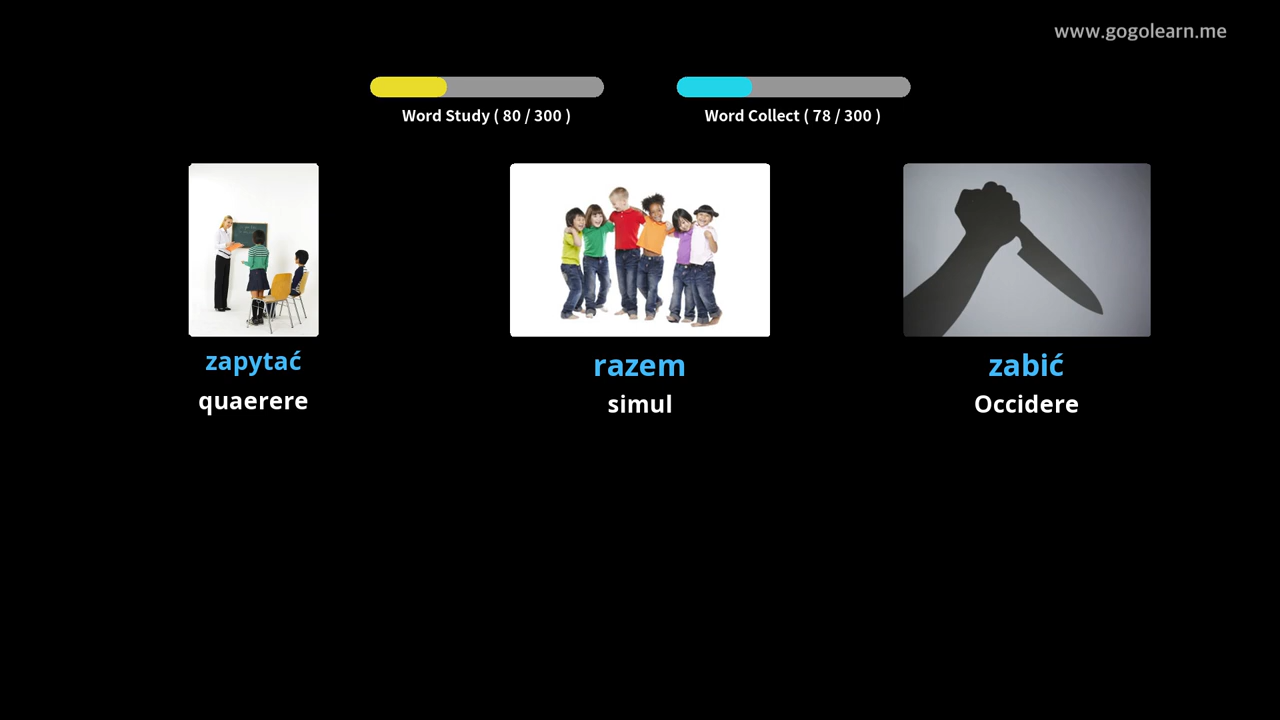 www.gogolearn.me
Word Study ( 80 / 300 )
Word Collect ( 78 / 300 )
zapytać
quaerere
razem
simul
zabić
Occidere